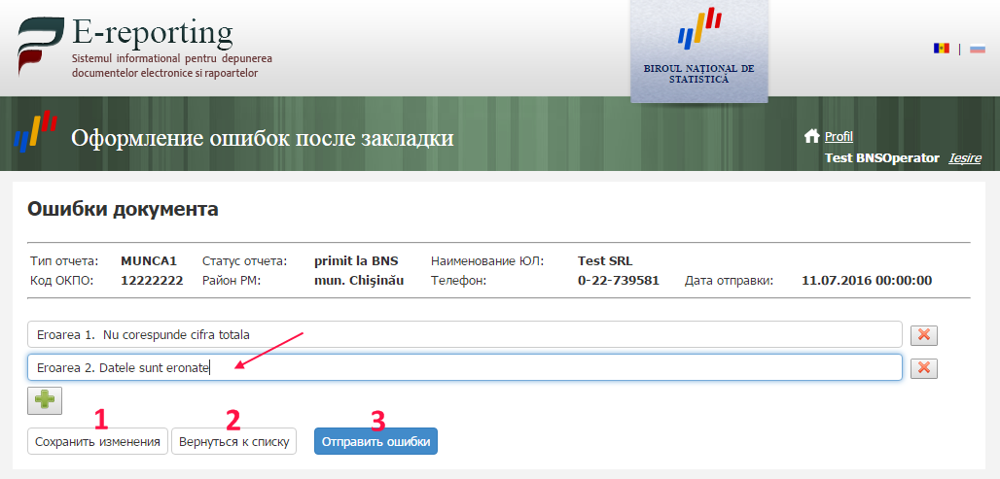 E-reporting
Sistemul informational pentru depunerea
documentelor electronice si rapoartelor
BIROUL NAȚIONAL DE
STATISTICĂ
|
Оформление ошибок после закладки
Profil
Test BNSOperator Ieșire
Ошибки документа
Тип отчета: MUNCA1 Статус отчета: primit la BNS Наименование ЮЛ: Test SRL
Код ОКПО: 12222222 Район РМ: mun. Chişinău Телефон: 0-22-739581 Дата отправки: 11.07.2016 00:00:00
Eroarea 1. Nu corespunde cifra totala
Eroarea 2. Datele sunt eronate
1 2 3
Сохранить изменения Вернуться к списку Отправить ошибки